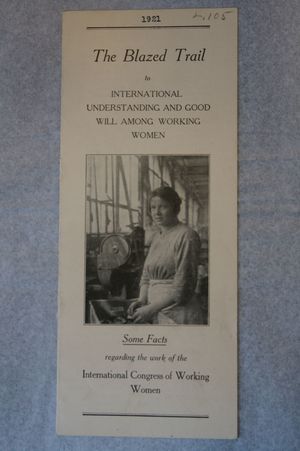 1921
L, 105
The Blazed Trail
to
INTERNATIONAL
UNDERSTANDING AND GOOD
WILL AMONG WORKING
WOMEN
Some Facts
regarding the work of the
International Congress of Working
Women